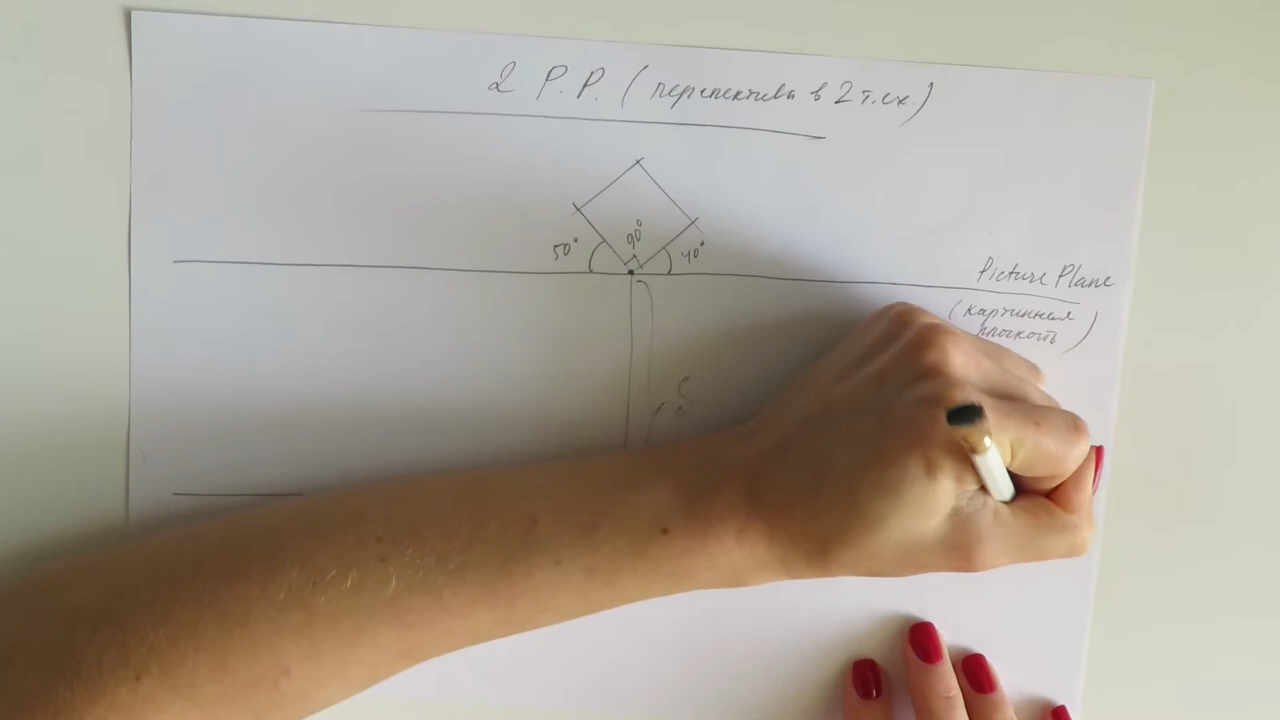 2 P.P. (перспектива в 2 т.сх.)
90°
50°
40°
Picture Plane
(картинная
плоскость)
S